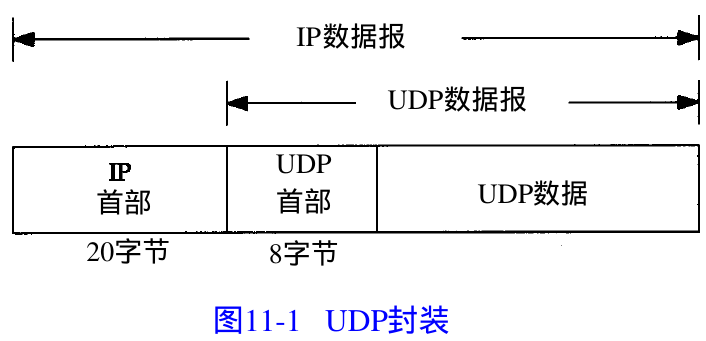 IP数据报
UDP数据报
IP
首部
UDP
首部
UDP数据
20字节
8字节
图11-1 UDP封装